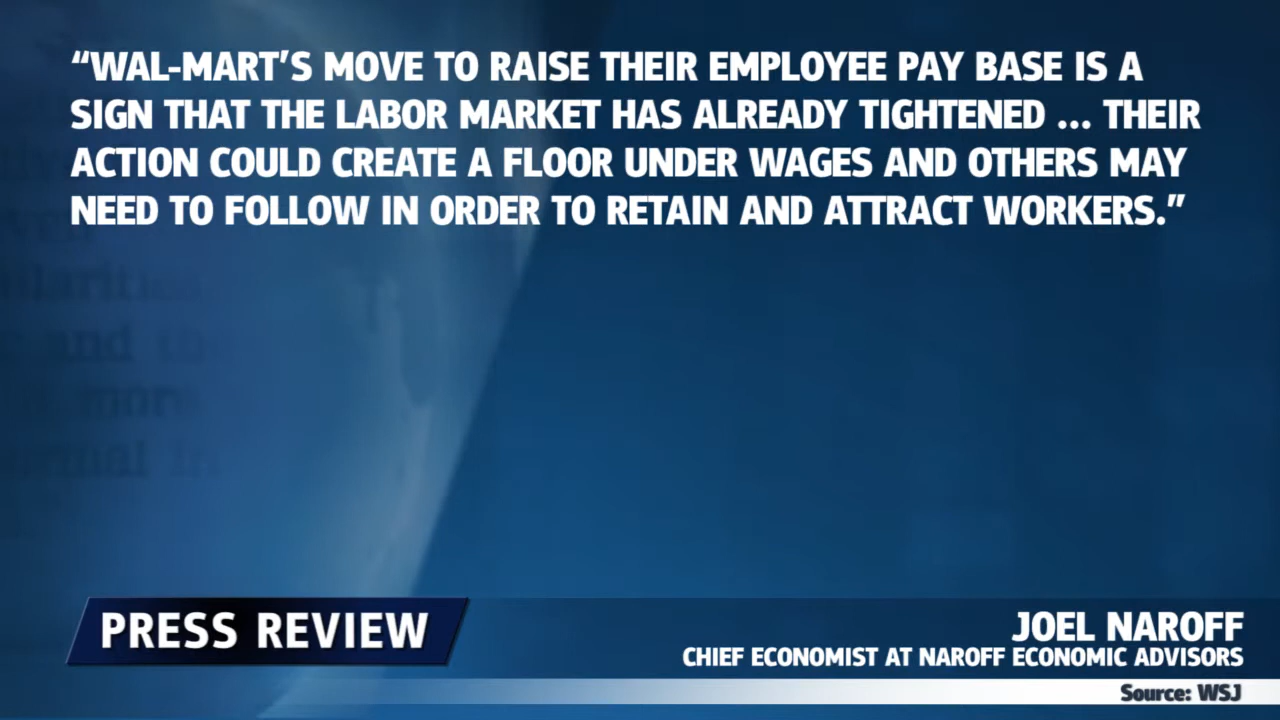 “WAL-MART’S MOVE TO RAISE THEIR EMPLOYEE PAY BASE IS A
SIGN THAT THE LABOR MARKET HAS ALREADY TIGHTENED ... THEIR
ACTION COULD CREATE A FLOOR UNDER WAGES AND OTHERS MAY
NEED TO FOLLOW IN ORDER TO RETAIN AND ATTRACT WORKERS.”
and
more
PRESS REVIEW
JOEL NAROFF
CHIEF ECONOMIST AT NAROFF ECONOMIC ADVISORS
Source: WSJ